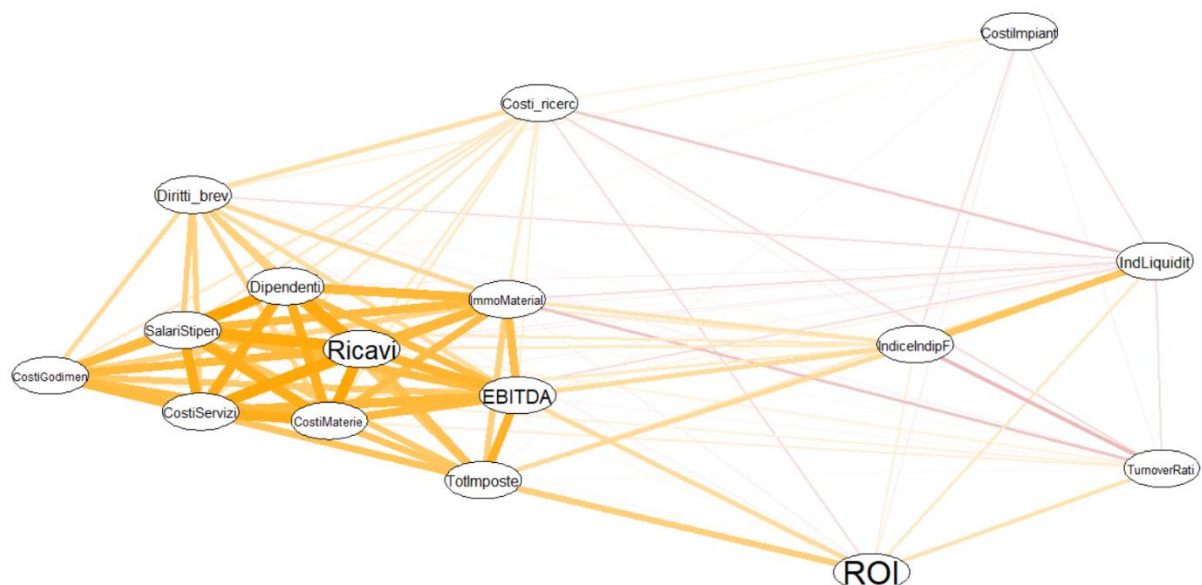 CostiImpiant
Costi_ricerc
Diritti_brev
IndLiquidit
Dipendenti
ImmoMaterial
SalariStipen
Ricavi
IndiceIndipF
CostiGodimen
EBITDA
CostiServizi
CostiMaterie
TurnoverRati
TotImposte
ROI